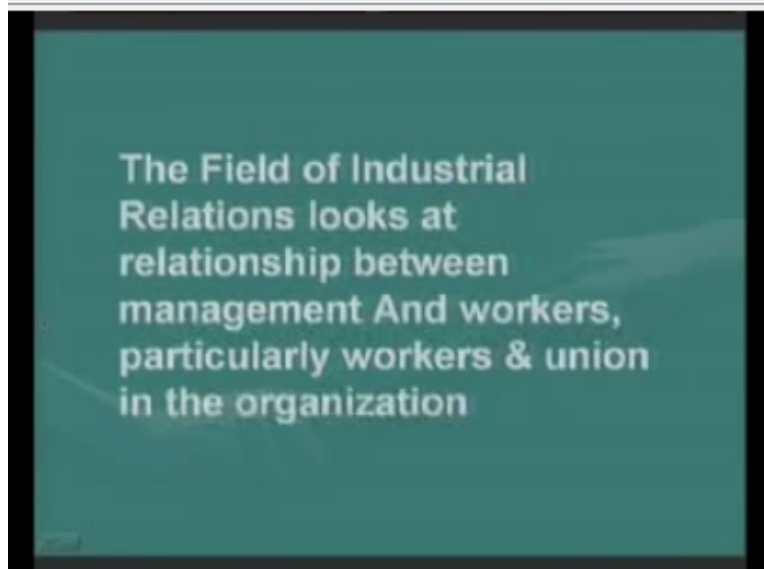 The Field of Industrial
Relations looks at
relationship between
management And workers,
particularly workers & union
in the organization